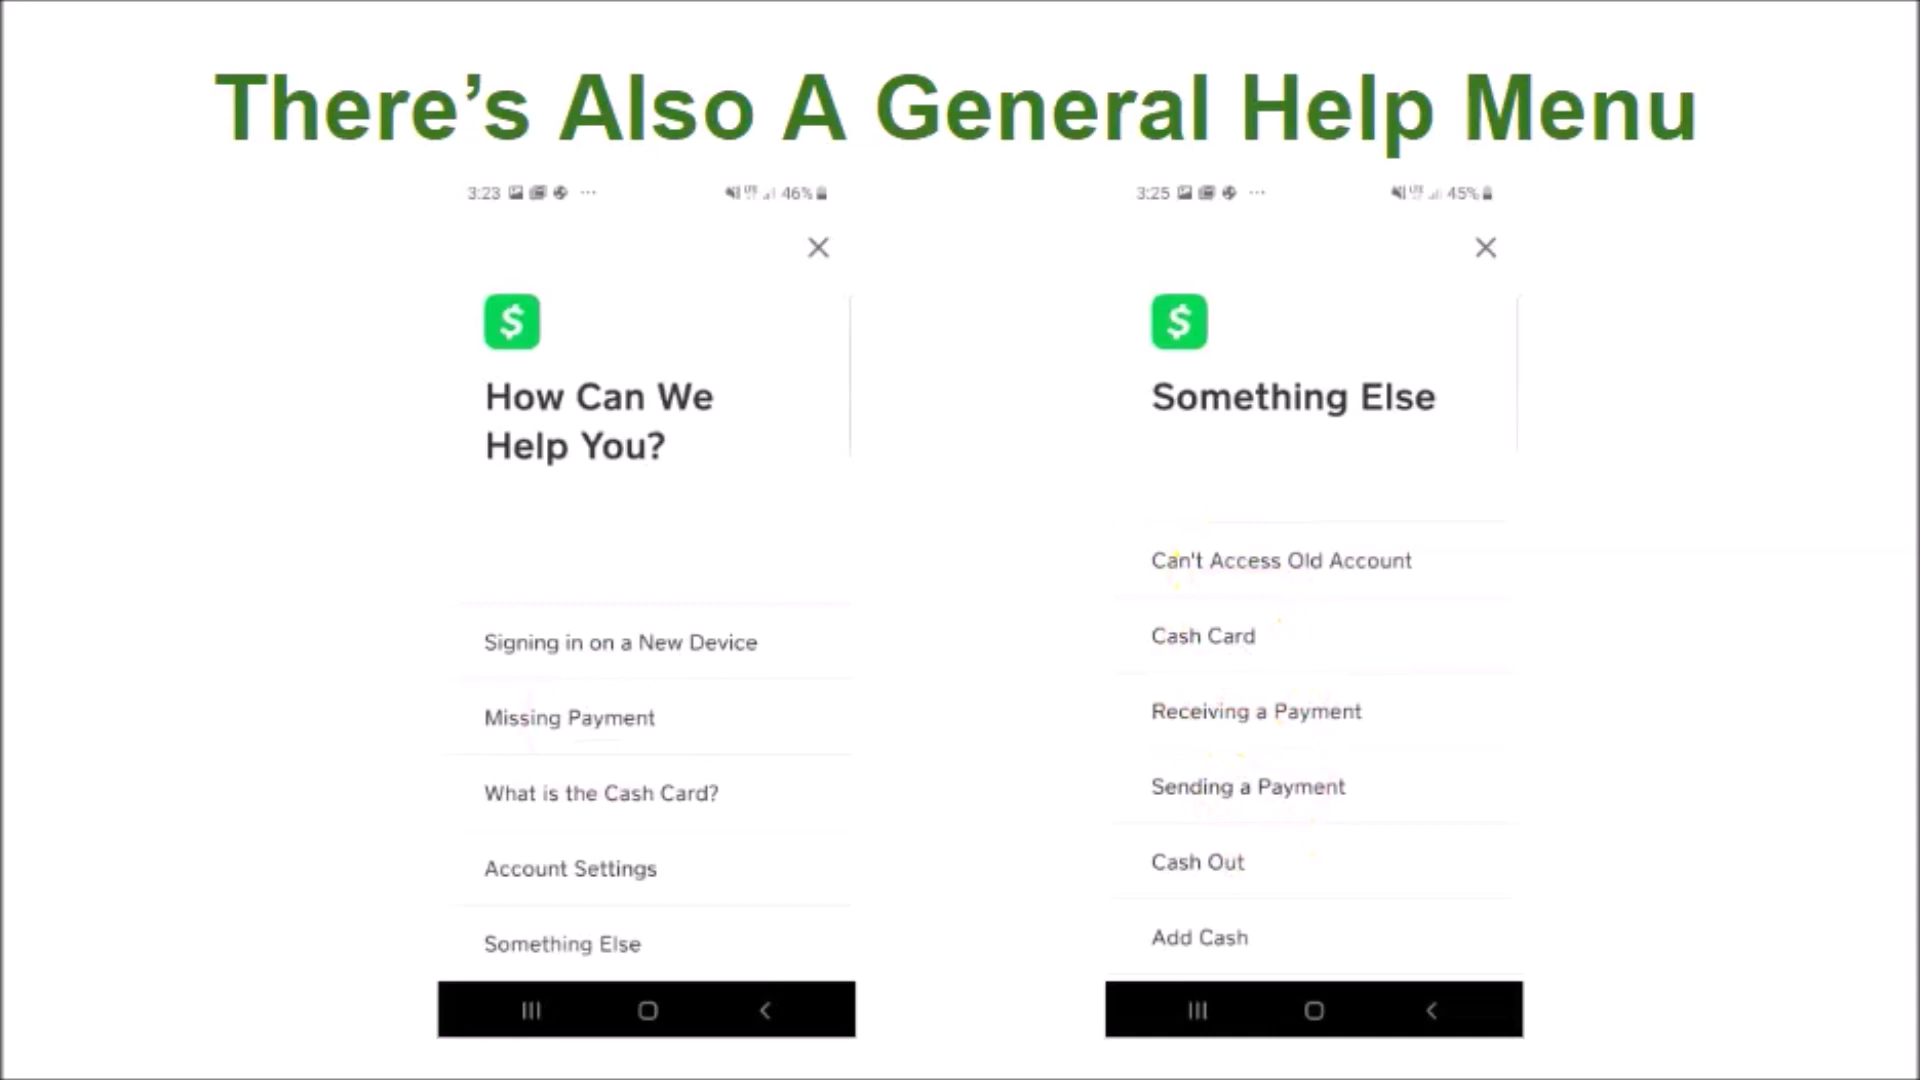 There's Also A General Help Menu
3:23
46%
How Can We
Help You?
Signing in on a New Device
Missing Payment
What is the Cash Card?
Account Settings
Something Else
3:25
45%
Something Else
Can't Access Old Account
Cash Card
Receiving a Payment
Sending a Payment
Cash Out
Add Cash